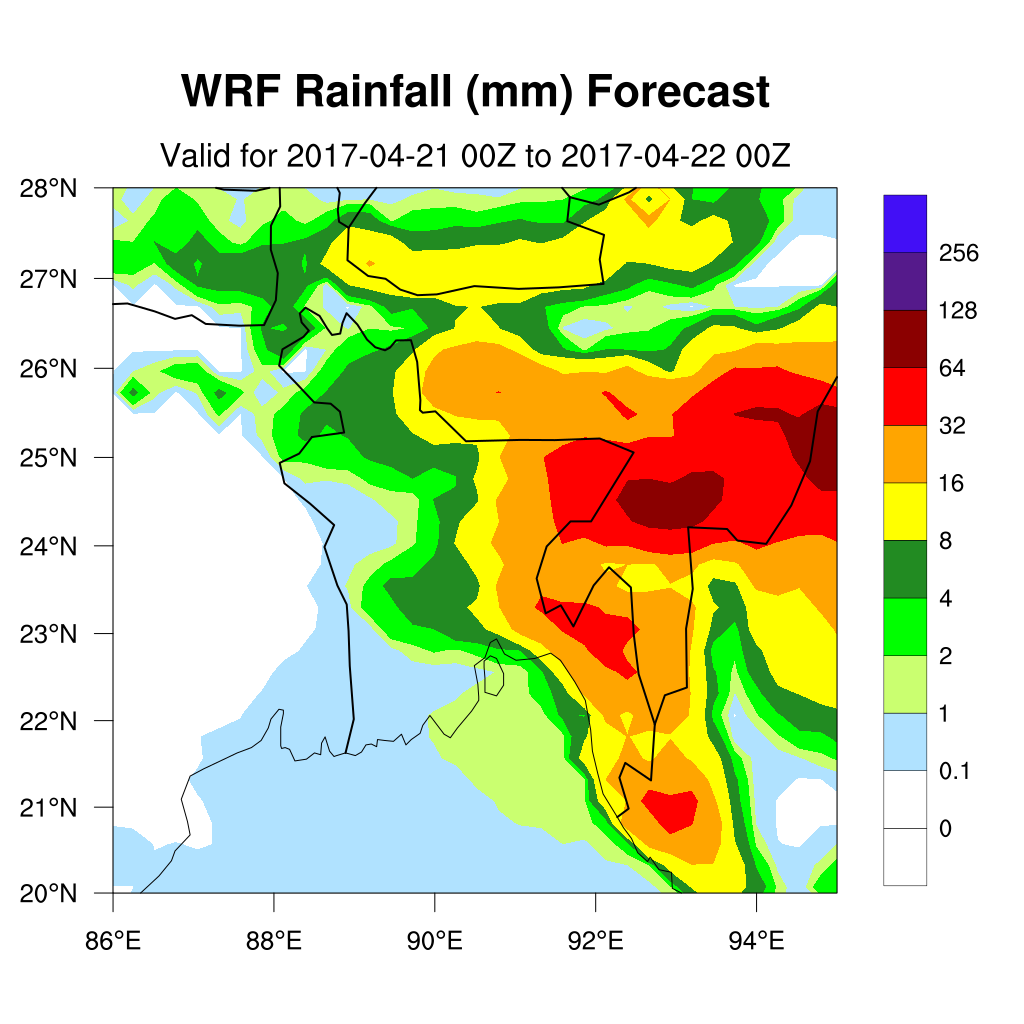 WRF Rainfall (mm) Forecast
Valid for 2017-04-21 00Z to 2017-04-22 00Z
28°N
27°N
26°N
25°N
24°N
23°N
22°N
21°N
20°N
86°E 88°E 90°E 92°E 94°E
256
128
64
32
16
8
4
2
1
0.1
0